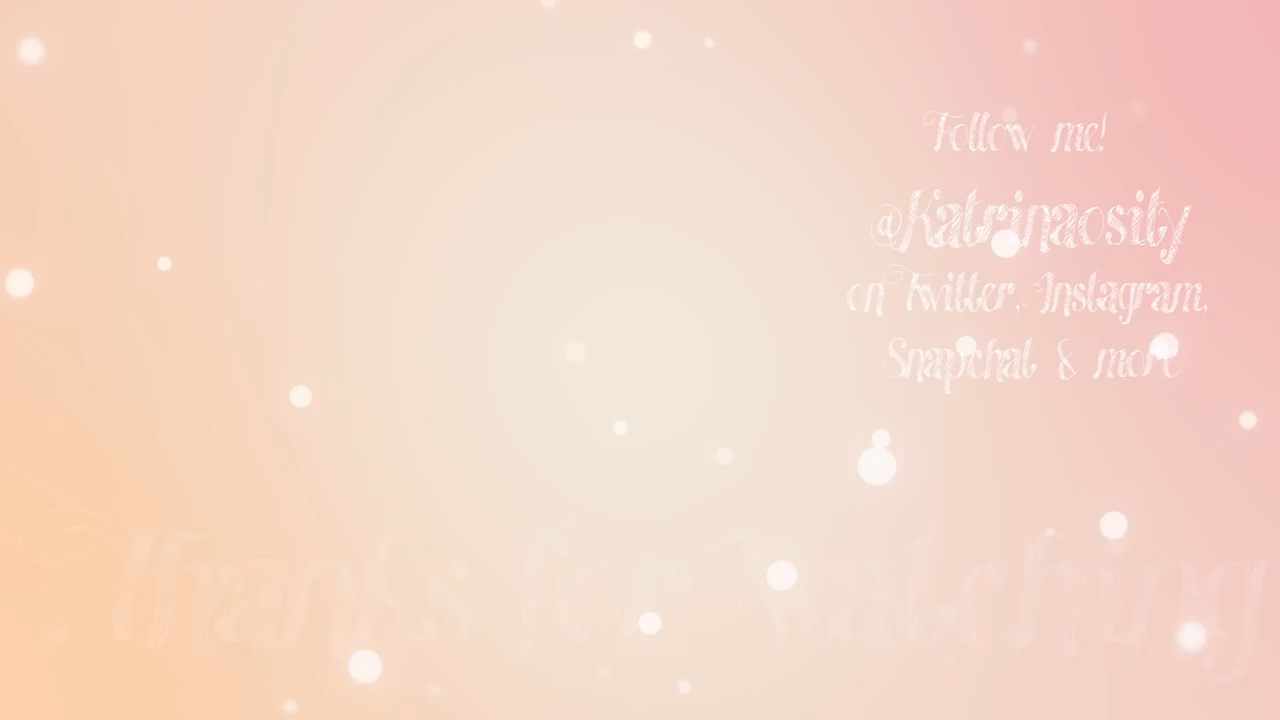 Follow me!
@Katrinaosity
on Twitter, Instagram,
Snapchat & more
Thanks for Watching